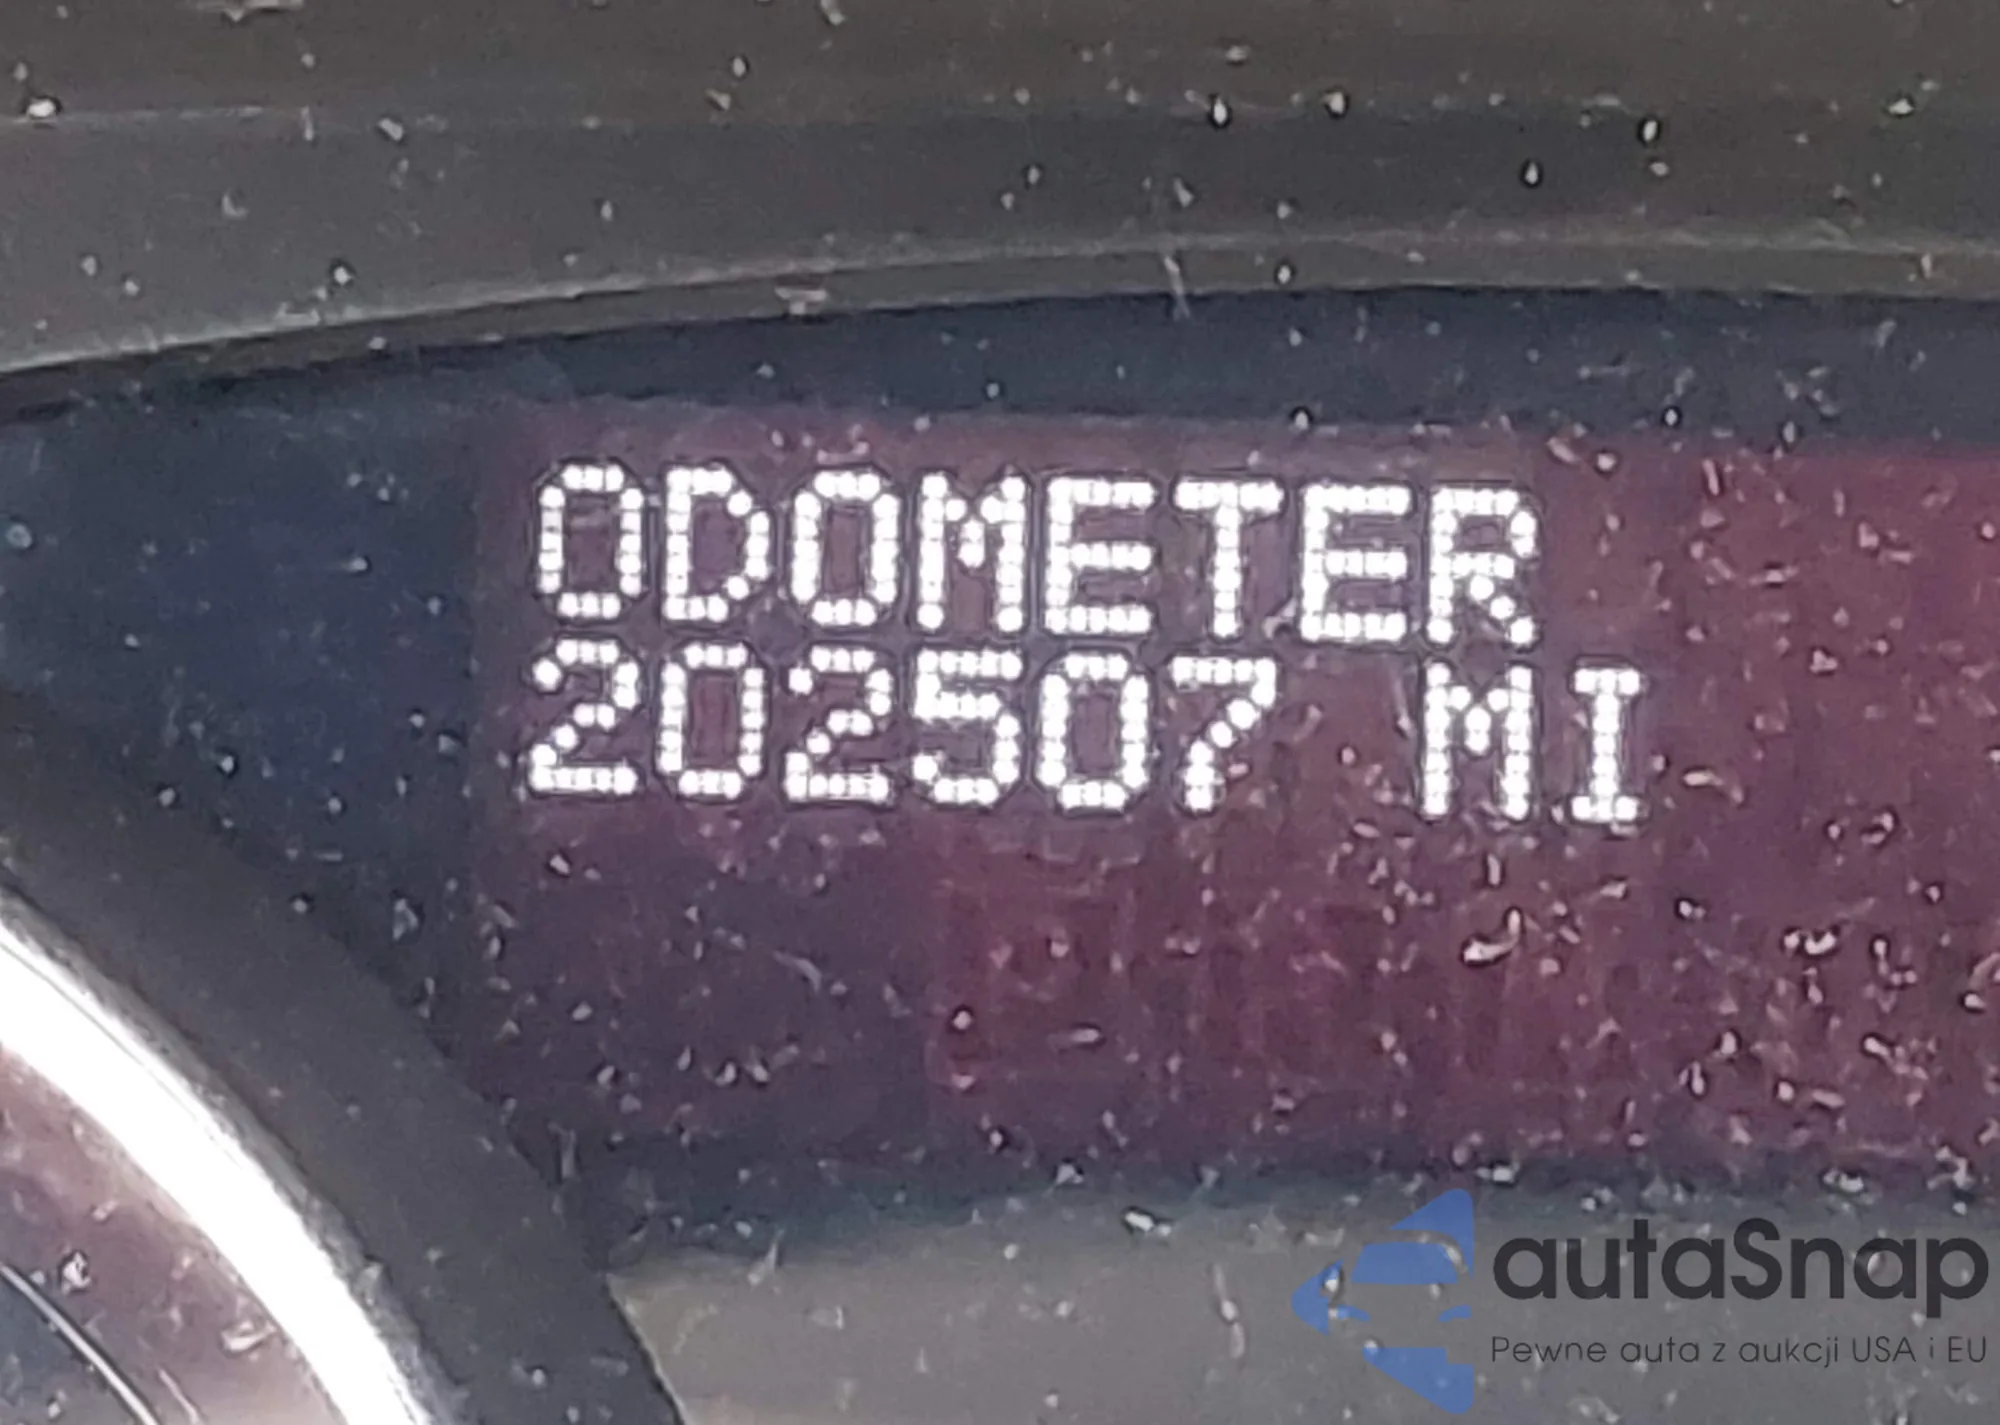 ODOMETER
202507 MI
autaSnap
Pewne auta z aukcji USA i EU